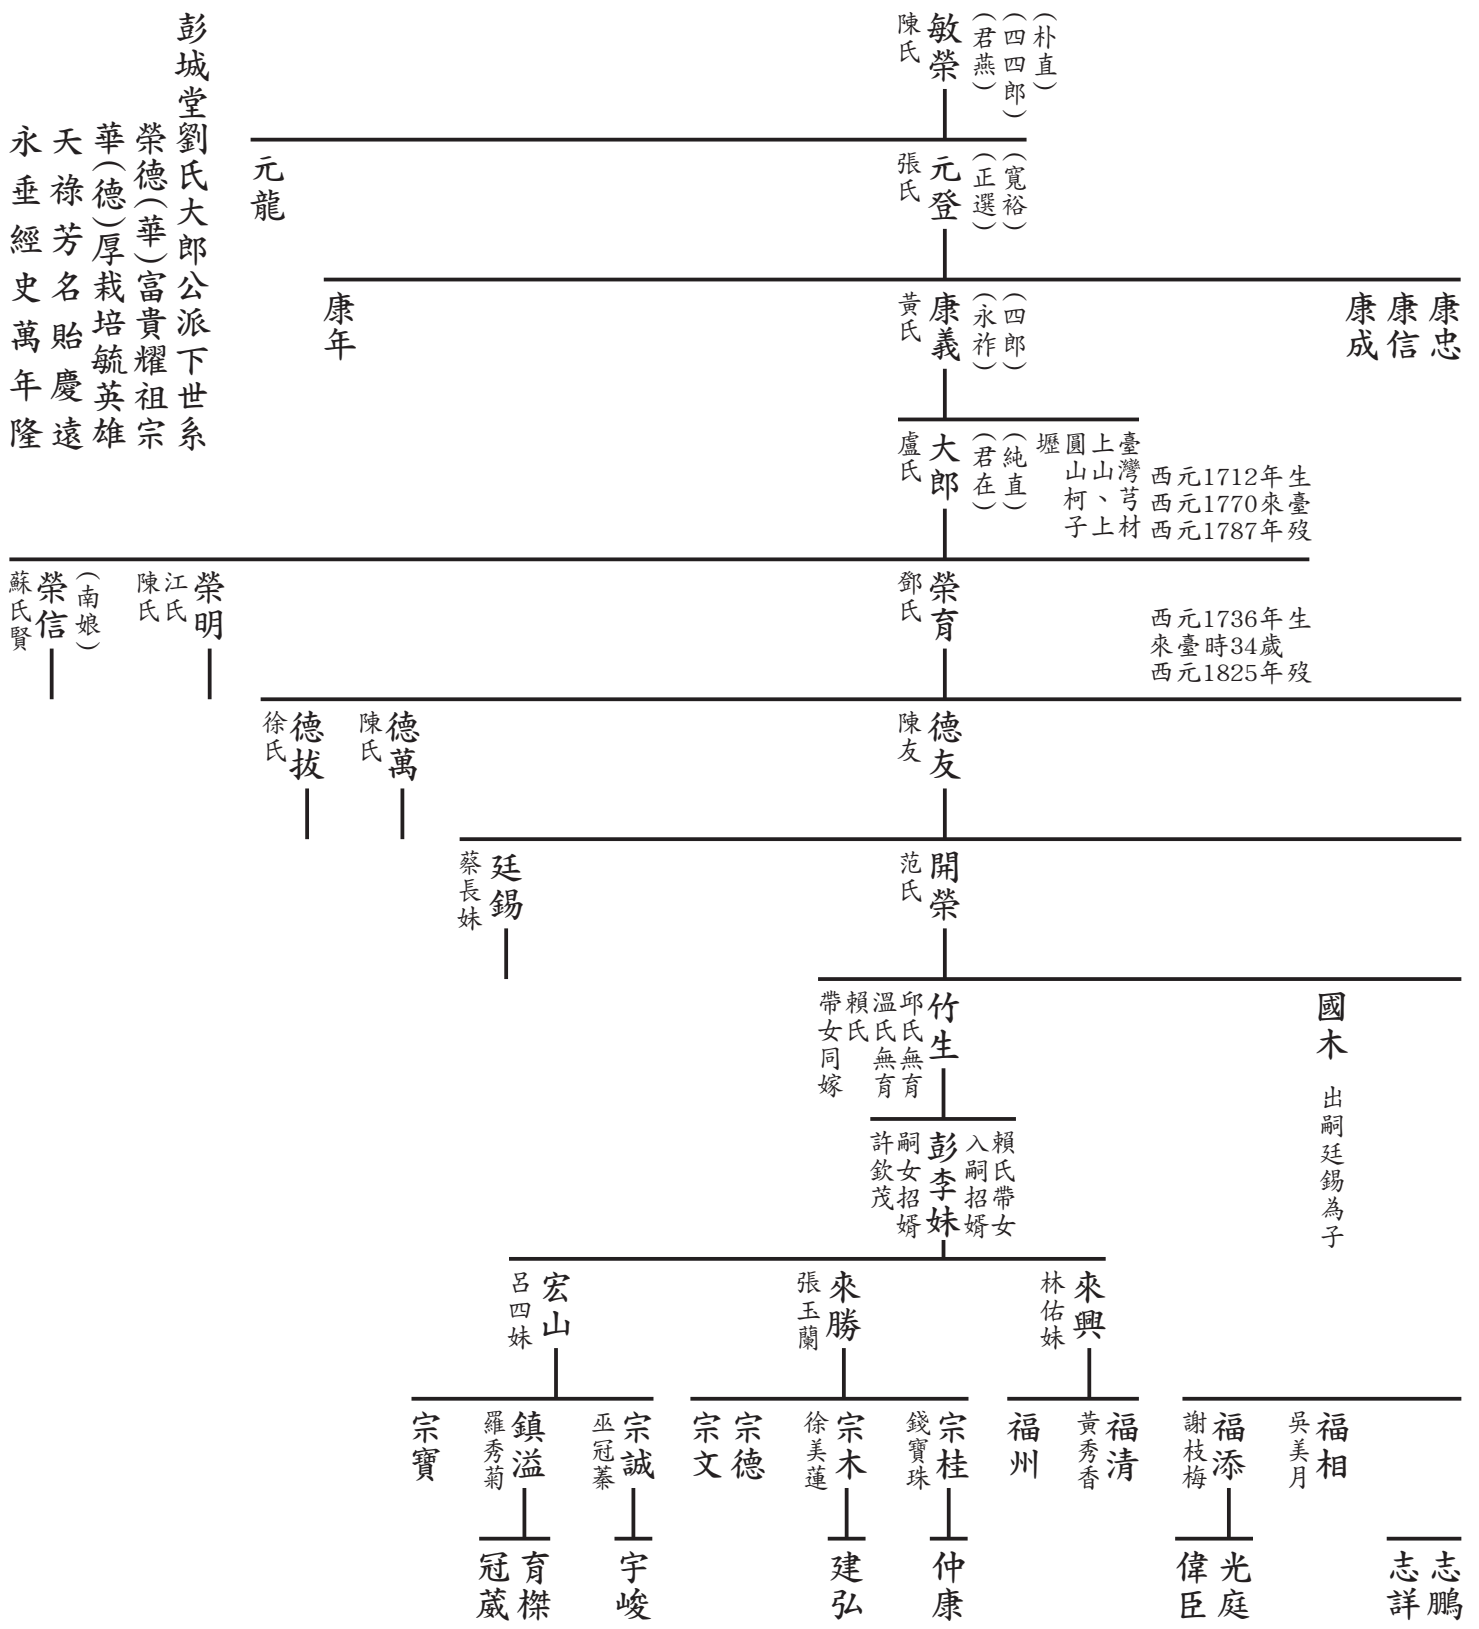 彭城堂劉氏大郎公派下世系
榮德(華)富貴耀祖宗
華(德)厚栽培毓英雄
天祿芳名貽慶遠
永垂經史萬年隆
(朴直)
(四四郎)
(君燕)
敏榮
陳氏
(寬裕)
(正選)
元登
張氏
元龍
康忠
康信
康成
(四郎)
(永祚)
康義
黃氏
康年
西元1712年生
西元1770來臺
西元1787年歿
臺灣芎材
上山、上
圓山柯子
壢
(純直)
(君在)
大郎
盧氏
西元1736年生
來臺時34歲
西元1825年歿
榮育
鄧氏
榮明
江氏
陳氏
(南娘)
榮信
蘇氏賢
德友
陳友
德萬
陳氏
德拔
徐氏
開榮
范氏
廷錫
蔡長妹
國木
出嗣廷錫為子
竹生
邱氏無育
溫氏無育
賴氏
帶女同嫁
賴氏帶女
入嗣招婿
彭李妹
嗣女招婿
許欽茂
來興
林佑妹
來勝
張玉蘭
宏山
呂四妹
福相
吳美月
福添
謝枝梅
福清
黃秀香
福州
宗桂
錢寶珠
宗木
徐美蓮
宗德
宗文
宗誠
巫冠蓁
鎮溢
羅秀菊
宗寶
志鵬
志詳
光庭
偉臣
仲康
建弘
宇峻
育榤
冠葳